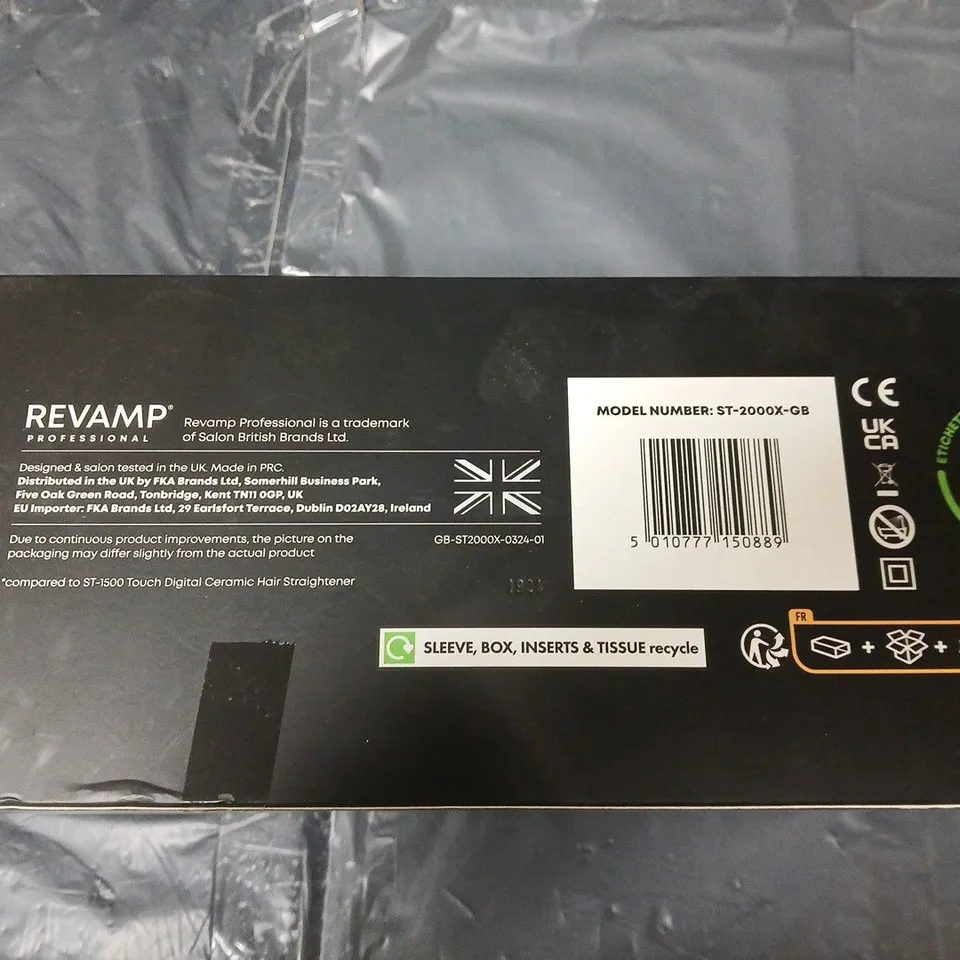 REVAMP®
PROFESSIONAL
Revamp Professional is a trademark
of Salon British Brands Ltd.
Designed & salon tested in the UK. Made in PRC.
Distributed in the UK by FKA Brands Ltd, Somerhill Business Park,
Five Oak Green Road, Tonbridge, Kent TN11 0GP, UK
EU Importer: FKA Brands Ltd, 29 Earlsfort Terrace, Dublin D02AY28, Ireland
Due to continuous product improvements, the picture on the
packaging may differ slightly from the actual product
GB-ST2000X-0324-01
*compared to ST-1500 Touch Digital Ceramic Hair Straightener
1924
MODEL NUMBER: ST-2000X-GB
5 010777 150889
CE
UK
CA
SLEEVE, BOX, INSERTS & TISSUE recycle
FR
+ +